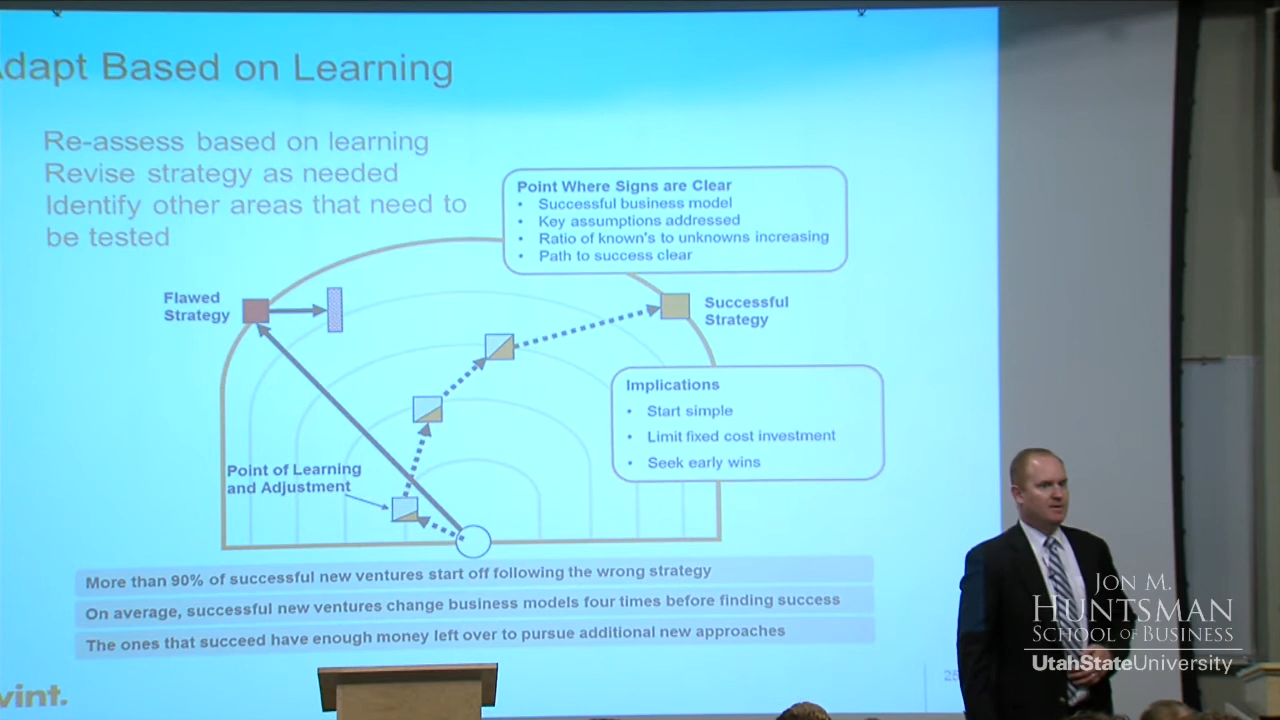 dapt Based on Learning
Re-assess based on learning
Revise strategy as needed
Identify other areas that need to
be tested
Point Where Signs are Clear
• Successful business model
• Key assumptions addressed
• Ratio of known's to unknowns increasing
• Path to success clear
Flawed
Strategy
Successful
Strategy
Implications
• Start simple
• Limit fixed cost investment
• Seek early wins
Point of Learning
and Adjustment
More than 90% of successful new ventures start off following the wrong strategy
On average, successful new ventures change business models four times before finding success
The ones that succeed have enough money left over to pursue additional new approaches
vint.
JON M.
HUNTSMAN
SCHOOL OF BUSINESS
UtahStateUniversity